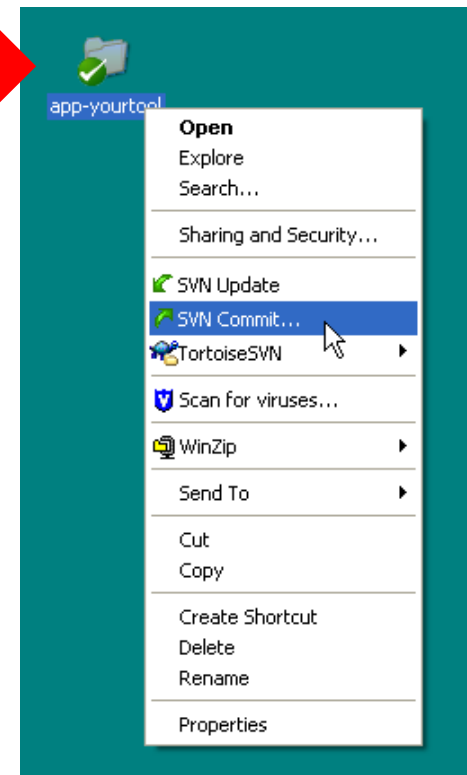 app-yourtool
Open
Explore
Search...
Sharing and Security...
SVN Update
SVN Commit...
TortoiseSVN
Scan for viruses...
WinZip
Send To
Cut
Copy
Create Shortcut
Delete
Rename
Properties